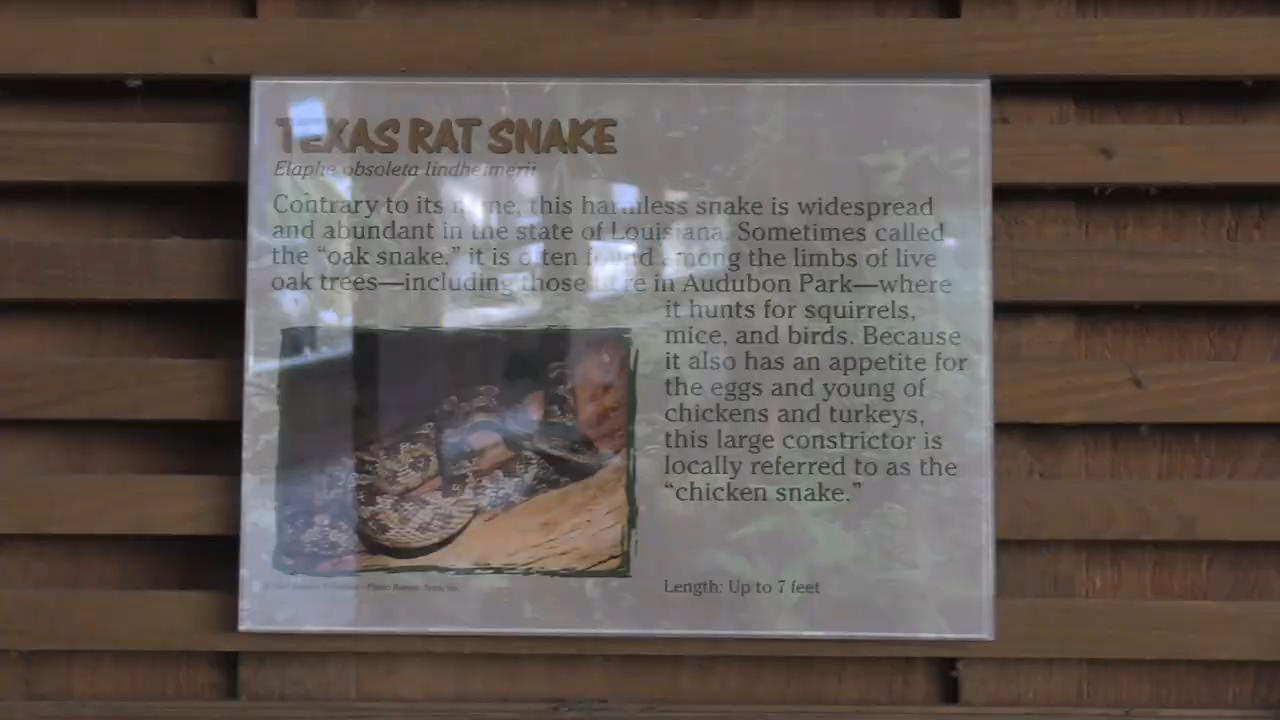 TEXAS RAT SNAKE
Elaphe obsoleta lindheimerii
Contrary to its name, this harmless snake is widespread
and abundant in the state of Louisiana. Sometimes called
the “oak snake,” it is often found among the limbs of live
oak trees—including those here in Audubon Park—where
it hunts for squirrels,
mice, and birds. Because
it also has an appetite for
the eggs and young of
chickens and turkeys,
this large constrictor is
locally referred to as the
“chicken snake.”
Length: Up to 7 feet